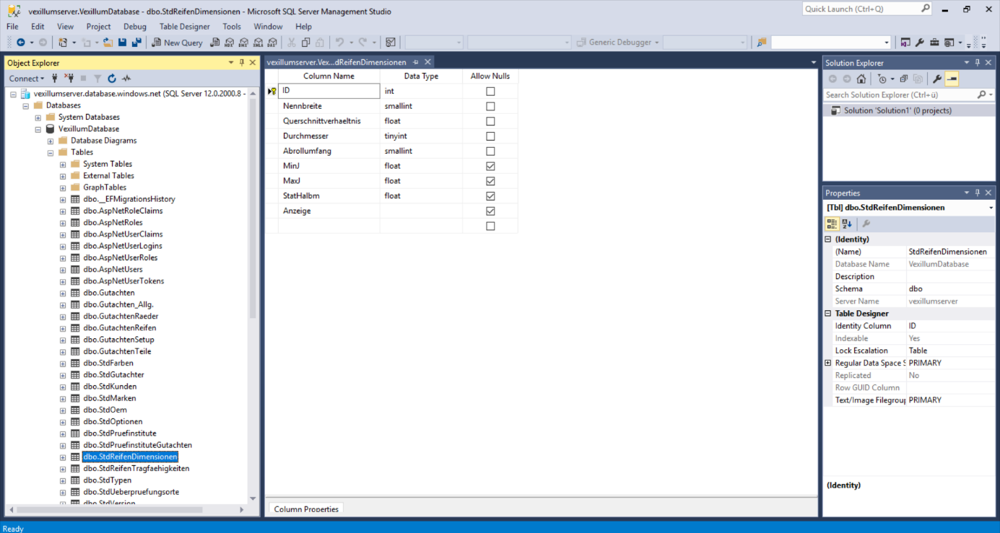 vexillumserver.VexillumDatabase - dbo.StdReifenDimensionen - Microsoft SQL Server Management Studio
Quick Launch (Ctrl+Q)
File Edit View Project Debug Table Designer Tools Window Help
New Query
Generic Debugger
Object Explorer
Connect
vexillumserver.database.windows.net (SQL Server 12.0.2000.8 -
Databases
System Databases
VexillumDatabase
Database Diagrams
Tables
System Tables
External Tables
GraphTables
dbo.__EFMigrationsHistory
dbo.AspNetRoleClaims
dbo.AspNetRoles
dbo.AspNetUserClaims
dbo.AspNetUserLogins
dbo.AspNetUserRoles
dbo.AspNetUsers
dbo.AspNetUserTokens
dbo.Gutachten
dbo.Gutachten_Allg.
dbo.GutachtenRaeder
dbo.GutachtenReifen
dbo.GutachtenSetup
dbo.GutachtenTeile
dbo.StdFarben
dbo.StdGutachter
dbo.StdKunden
dbo.StdMarken
dbo.StdOem
dbo.StdOptionen
dbo.StdPruefinstitute
dbo.StdPruefinstituteGutachten
dbo.StdReifenDimensionen
dbo.StdReifenTragfaehigkeiten
dbo.StdTypen
dbo.StdUeberpruefungsorte
dbo.StdVersion
vexillumserver.Vex...dReifenDimensionen
Column Name Data Type Allow Nulls
ID int
Nennbreite smallint
Querschnittverhaeltnis float
Durchmesser tinyint
Abrollumfang smallint
MinJ float
MaxJ float
StatHalbm float
Anzeige
Column Properties
Solution Explorer
Search Solution Explorer (Ctrl+ü)
Solution 'Solution1' (0 projects)
Properties
[Tbl] dbo.StdReifenDimensionen
(Identity)
(Name) StdReifenDimensionen
Database Name VexillumDatabase
Description
Schema dbo
Server Name vexillumserver
Table Designer
Identity Column ID
Indexable Yes
Lock Escalation Table
Regular Data Space S PRIMARY
Replicated No
Row GUID Column
Text/Image Filegroup PRIMARY
(Identity)
Ready